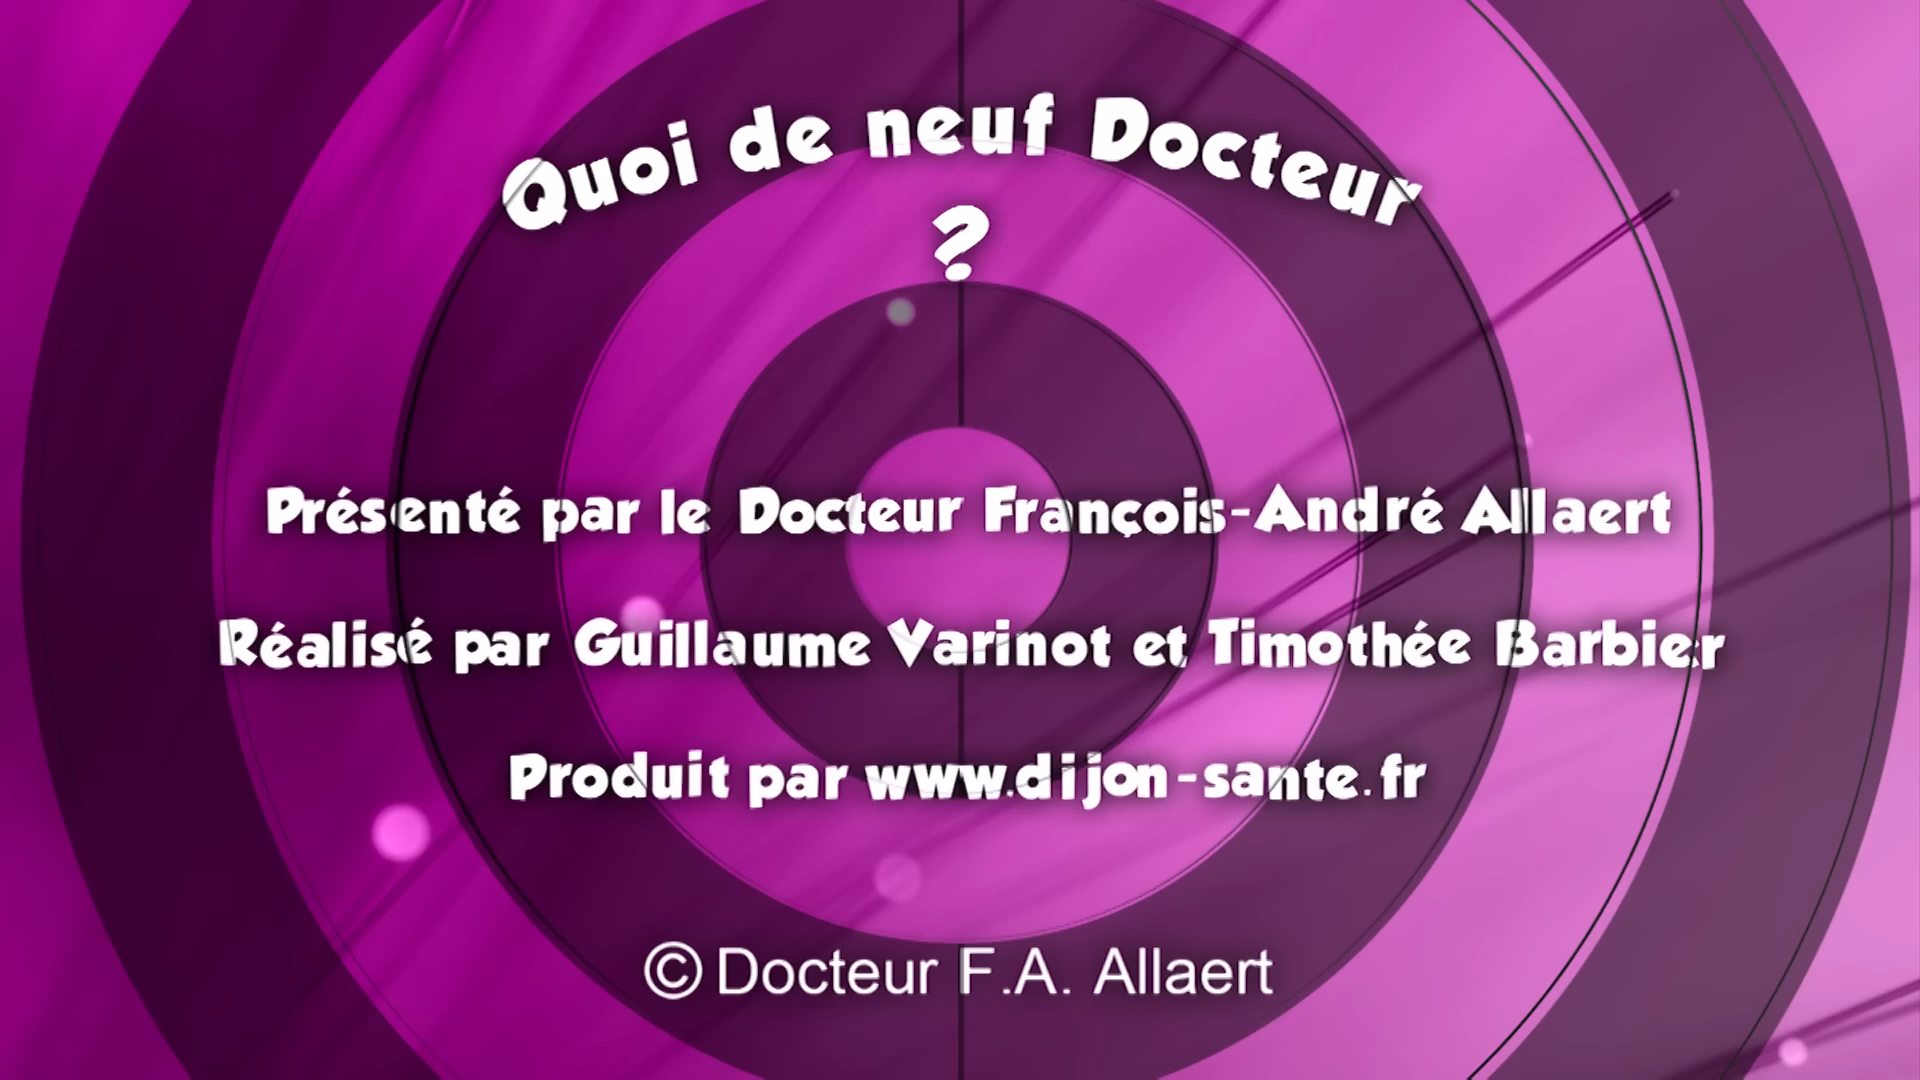 Quoi de neuf Docteur
?
Présenté par le Docteur François-André Allaert
Réalisé par Guillaume Varinot et Timothée Barbier
Produit par www.dijon-sante.fr
© Docteur F.A. Allaert